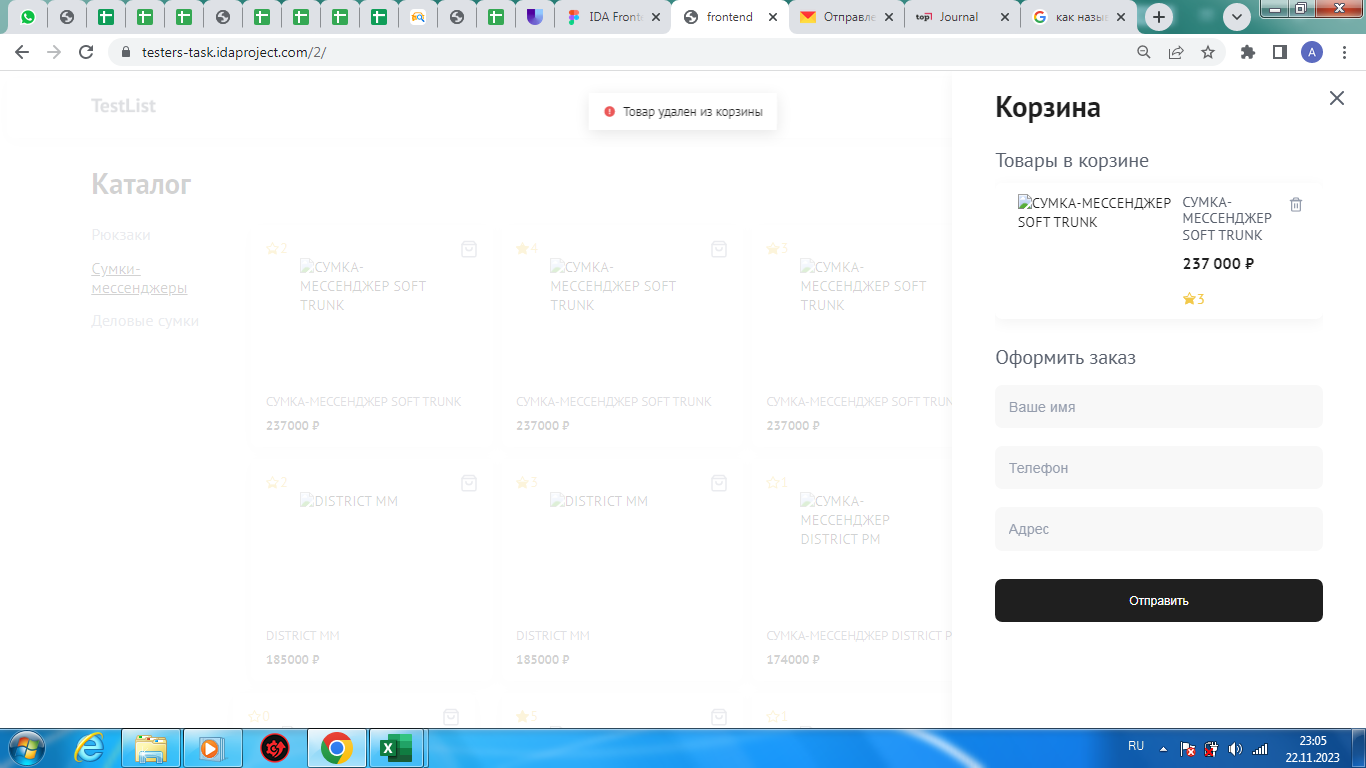 IDA Front
frontend
Отправле
top1 Journal
как назыв
testers-task.idaproject.com/2/
A
TestList
Товар удален из корзины
Корзина
Товары в корзине
СУМКА-МЕССЕНДЖЕР
SOFT TRUNK
СУМКА-
МЕССЕНДЖЕР
SOFT TRUNK
237 000 ₽
3
Оформить заказ
Ваше имя
Телефон
Адрес
Отправить
Каталог
Рюкзаки
Сумки-
мессенджеры
Деловые сумки
2
СУМКА-
МЕССЕНДЖЕР SOFT
TRUNK
СУМКА-МЕССЕНДЖЕР SOFT TRUNK
237000 ₽
4
СУМКА-
МЕССЕНДЖЕР SOFT
TRUNK
СУМКА-МЕССЕНДЖЕР SOFT TRUNK
237000 ₽
3
СУМКА-
МЕССЕНДЖЕР SOFT
TRUNK
СУМКА-МЕССЕНДЖЕР SOFT TRUN
237000 ₽
2
DISTRICT MM
DISTRICT MM
185000 ₽
3
DISTRICT MM
DISTRICT MM
185000 ₽
1
СУМКА-
МЕССЕНДЖЕР
DISTRICT PM
СУМКА-МЕССЕНДЖЕР DISTRICT P
174000 ₽
0
5
1
RU
23:05
22.11.2023